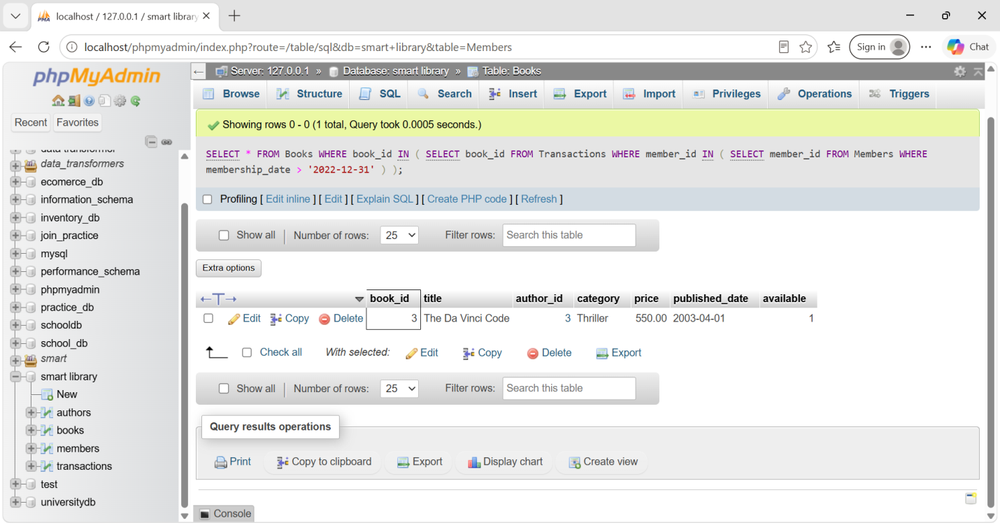 localhost / 127.0.0.1 / smart library
localhost/phpmyadmin/index.php?route=/table/sql&db=smart+library&table=Members
Sign in
Chat
phpMyAdmin
Recent
Favorites
data_transformers
ecomerce_db
information_schema
inventory_db
join_practice
mysql
performance_schema
phpmyadmin
practice_db
schooldb
school_db
smart
smart library
New
authors
books
members
transactions
test
universitydb
Server: 127.0.0.1 » Database: smart library » Table: Books
Browse Structure SQL Search Insert Export Import Privileges Operations Triggers
Showing rows 0 - 0 (1 total, Query took 0.0005 seconds.)
SELECT * FROM Books WHERE book_id IN ( SELECT book_id FROM Transactions WHERE member_id IN ( SELECT member_id FROM Members WHERE
membership_date > '2022-12-31' ) );
Profiling [ Edit inline ] [ Edit ] [ Explain SQL ] [ Create PHP code ] [ Refresh ]
Show all | Number of rows: 25 Filter rows: Search this table
Extra options
←T→ book_id title author_id category price published_date available
Edit Copy Delete 3 The Da Vinci Code 3 Thriller 550.00 2003-04-01 1
Check all With selected: Edit Copy Delete Export
Show all | Number of rows: 25 Filter rows: Search this table
Query results operations
Print Copy to clipboard Export Display chart Create view
Console